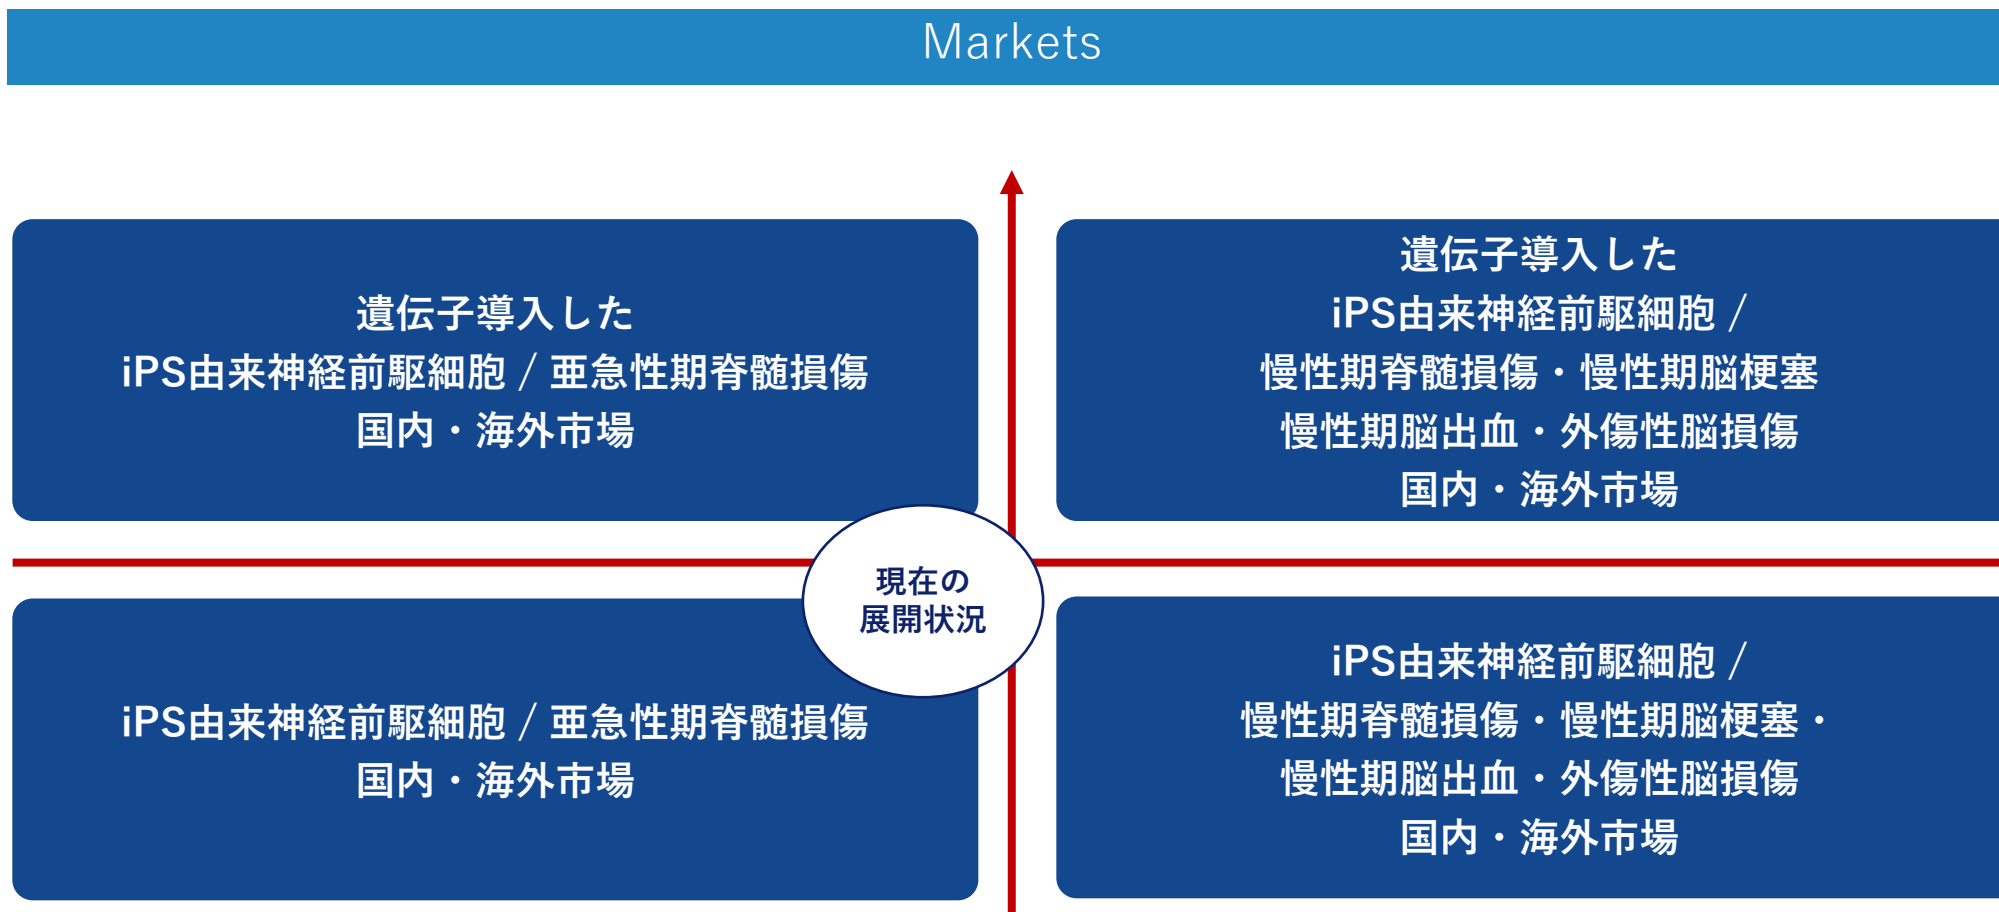 Markets
遺伝子導入した
iPS由来神経前駆細胞 / 亜急性期脊髄損傷
国内・海外市場
遺伝子導入した
iPS由来神経前駆細胞 /
慢性期脊髄損傷・慢性期脳梗塞
慢性期脳出血・外傷性脳損傷
国内・海外市場
現在の
展開状況
iPS由来神経前駆細胞 / 亜急性期脊髄損傷
国内・海外市場
iPS由来神経前駆細胞 /
慢性期脊髄損傷・慢性期脳梗塞・
慢性期脳出血・外傷性脳損傷
国内・海外市場